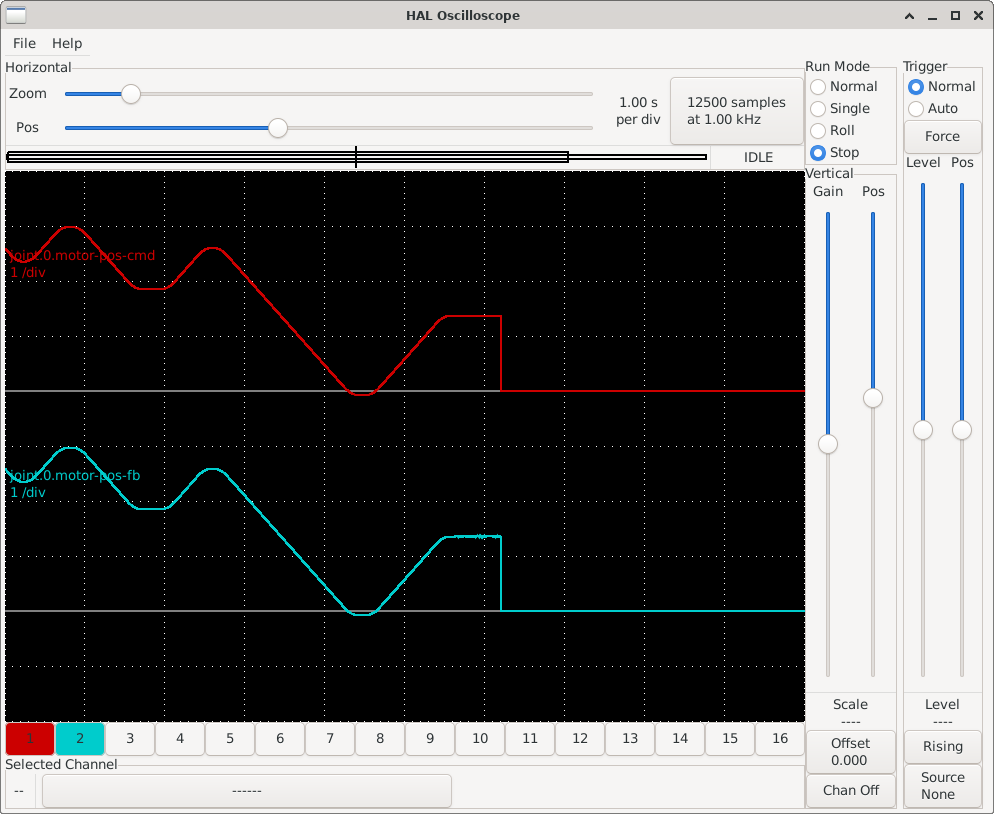 HAL Oscilloscope
File Help
Horizontal
Zoom
Pos
1.00 s
per div
12500 samples
at 1.00 kHz
IDLE
Run Mode
Normal
Single
Roll
Stop
Trigger
Normal
Auto
Force
Level Pos
Vertical
Gain Pos
joint.0.motor-pos-cmd
1 /div
joint.0.motor-pos-fb
1 /div
Scale
----
Offset
0.000
Chan Off
Level
----
Rising
Source
None
1 2 3 4 5 6 7 8 9 10 11 12 13 14 15 16
Selected Channel
-- ------